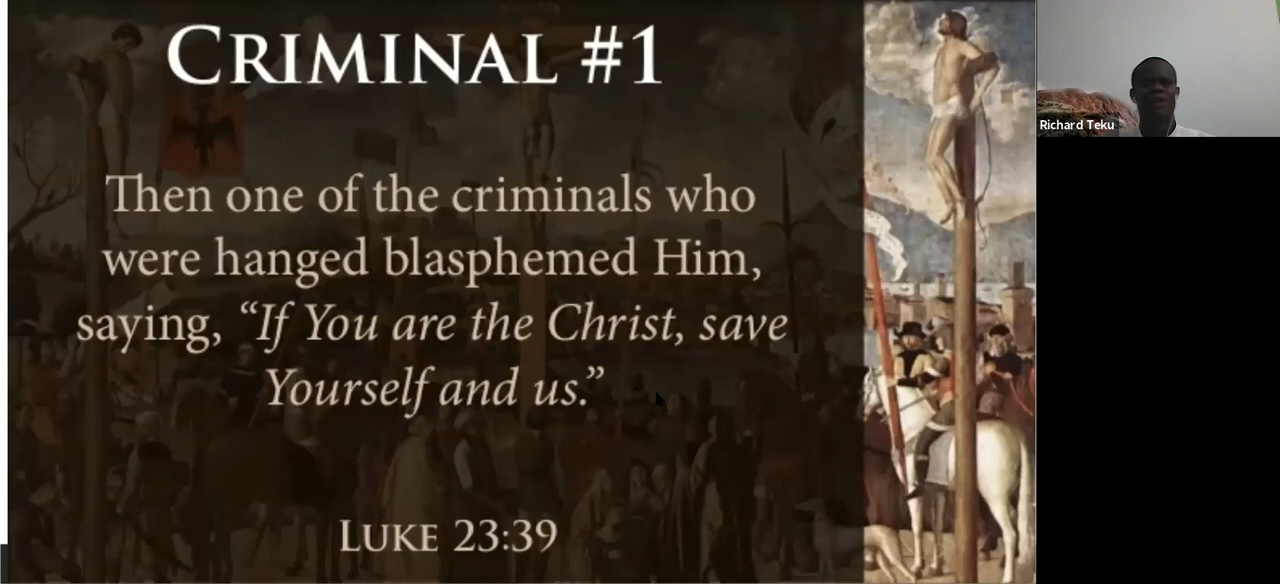 CRIMINAL #1
Then one of the criminals who
were hanged blasphemed Him,
saying, “If You are the Christ, save
Yourself and us.”
LUKE 23:39
Richard Teku